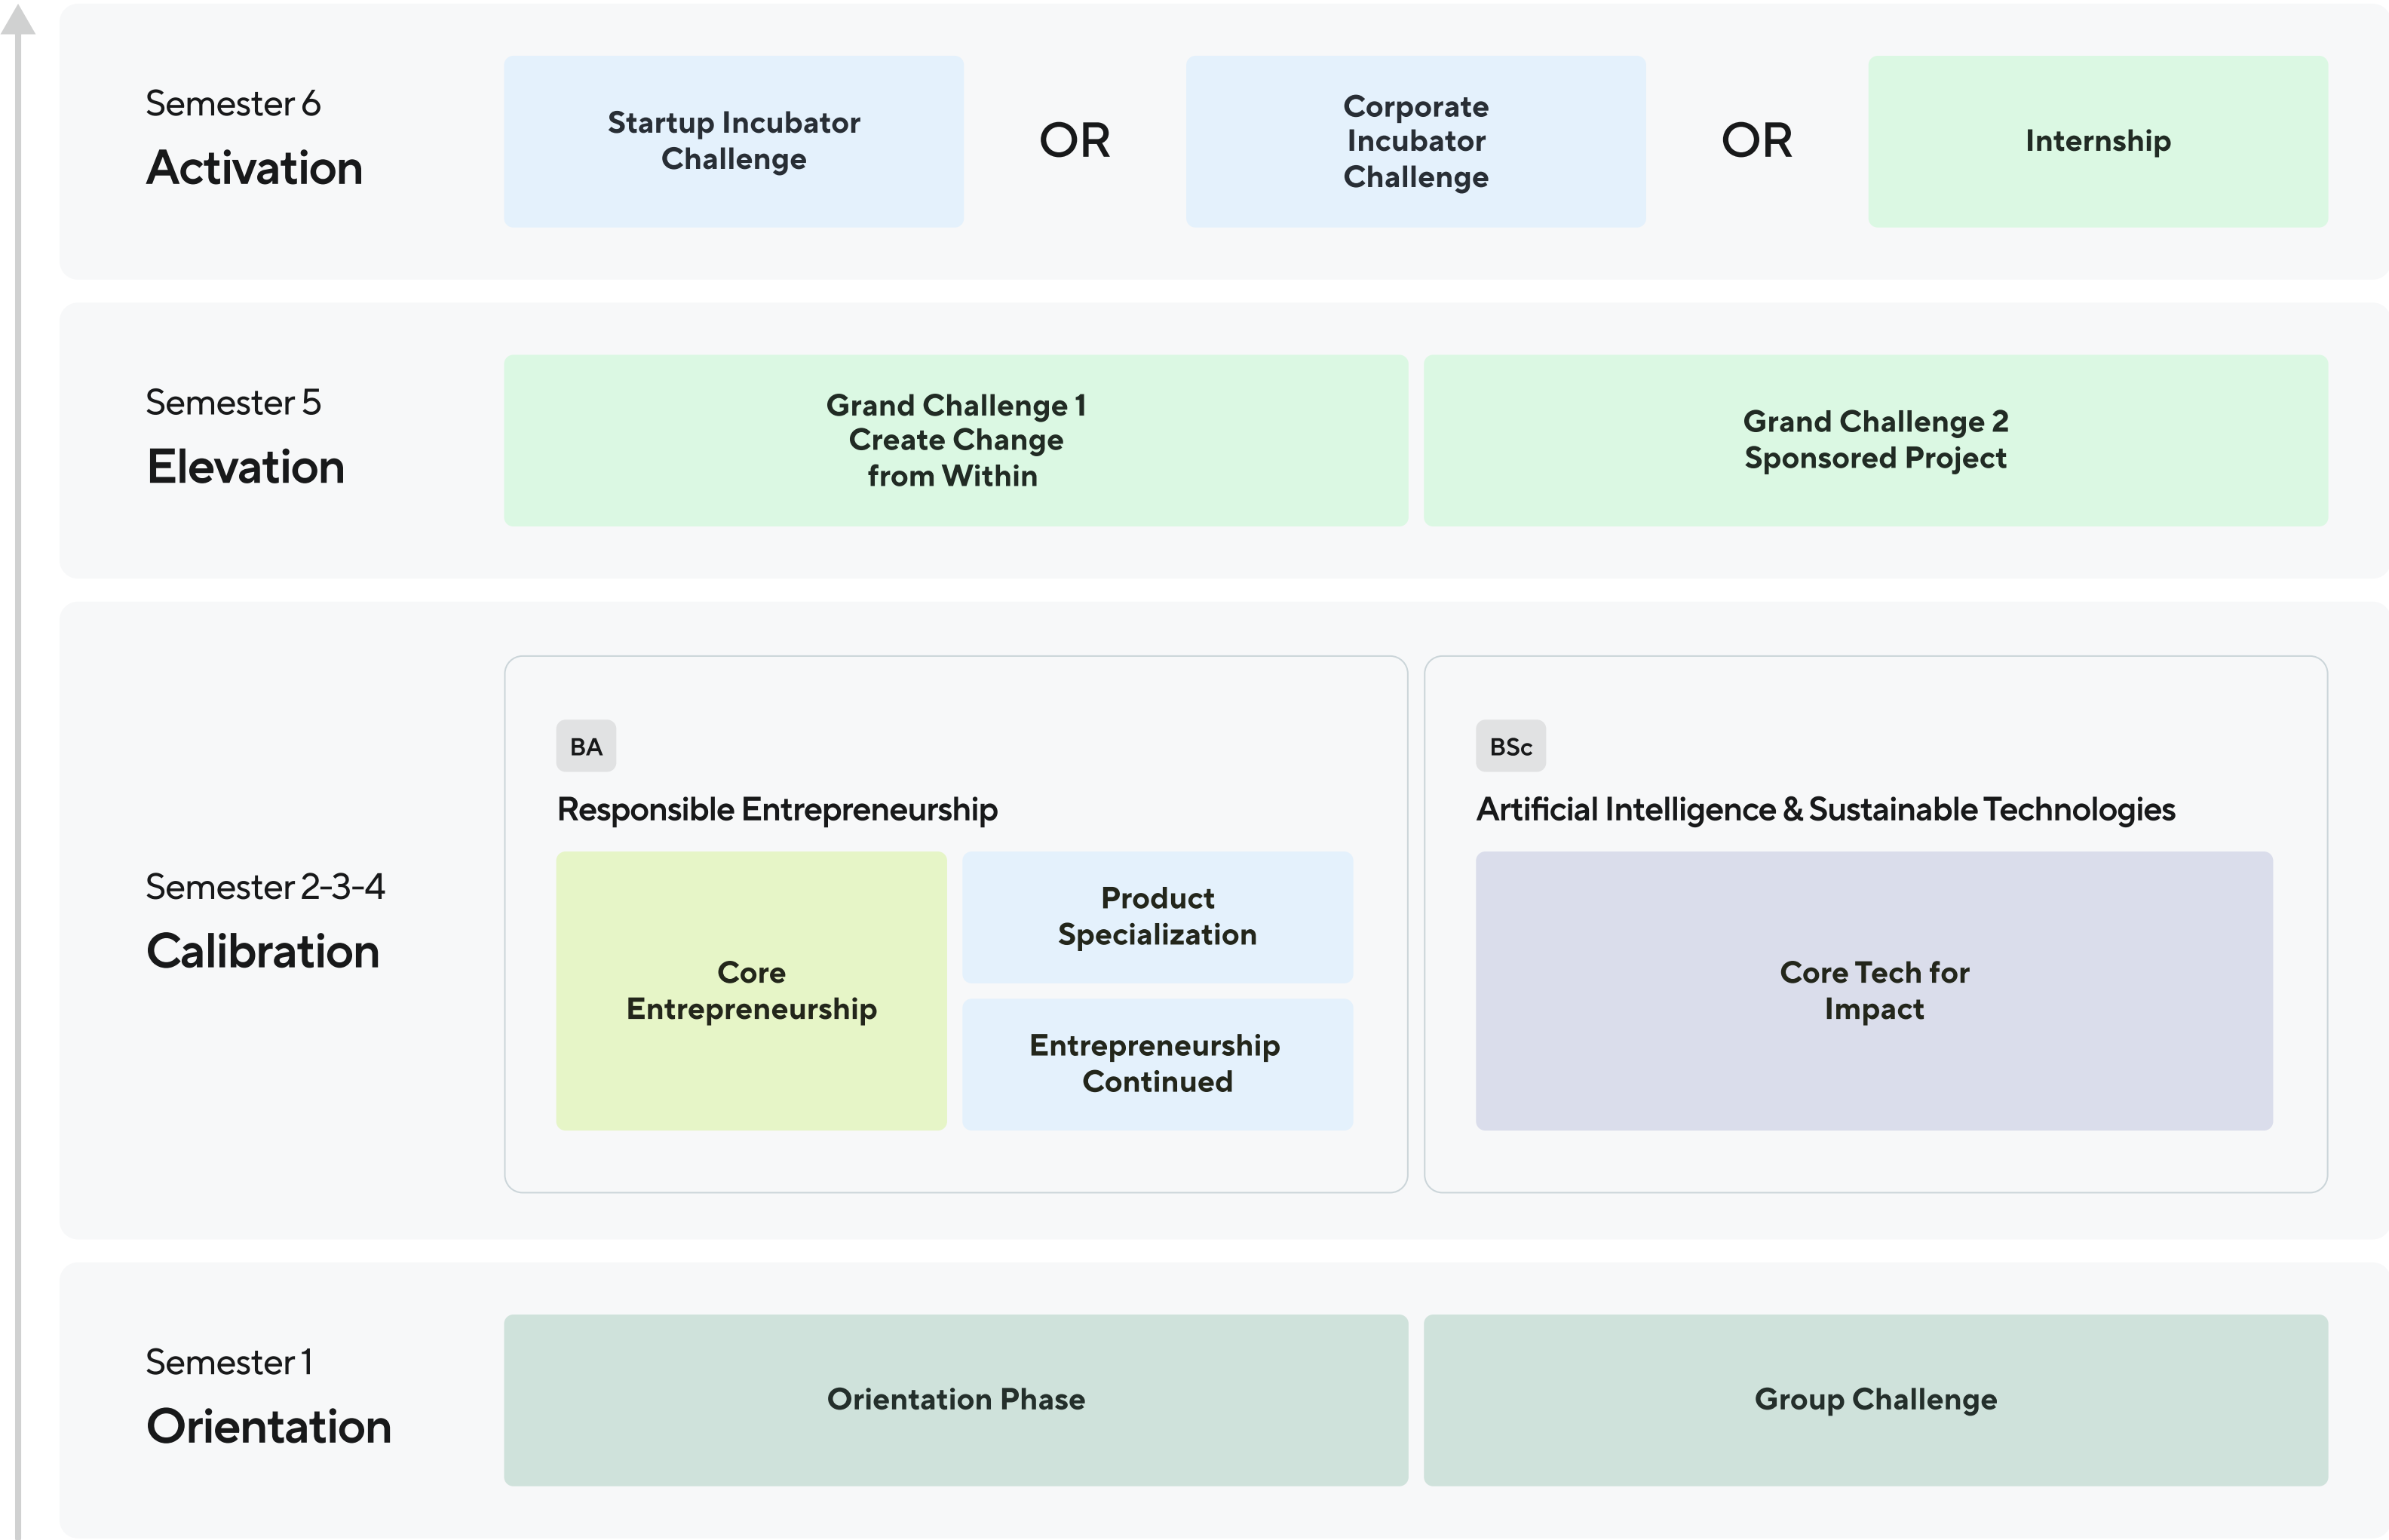 Semester 6
Activation
Startup Incubator
Challenge
OR
Corporate
Incubator
Challenge
OR
Internship
Semester 5
Elevation
Grand Challenge 1
Create Change
from Within
Grand Challenge 2
Sponsored Project
Semester 2-3-4
Calibration
BA
Responsible Entrepreneurship
Core
Entrepreneurship
Product
Specialization
Entrepreneurship
Continued
BSc
Artificial Intelligence & Sustainable Technologies
Core Tech for
Impact
Semester 1
Orientation
Orientation Phase
Group Challenge